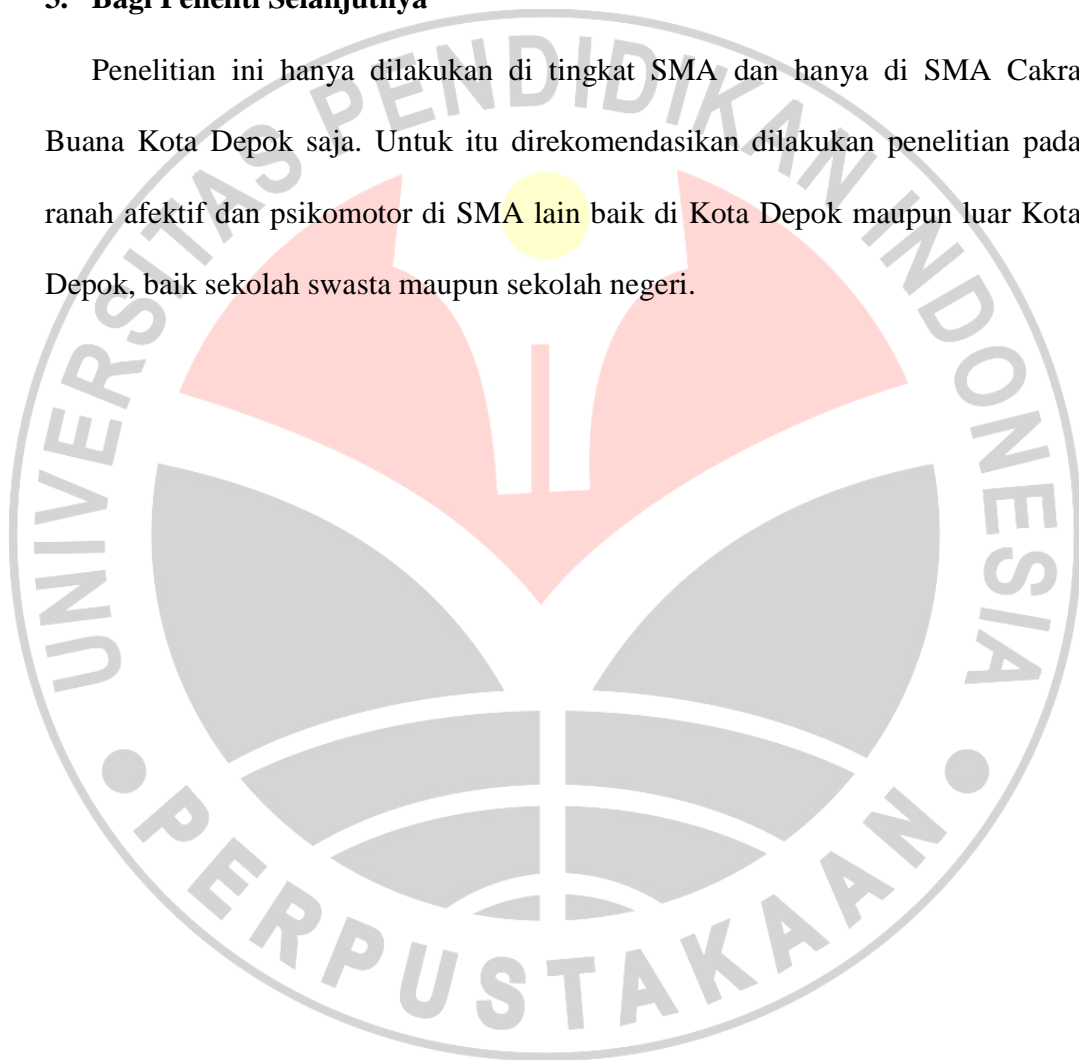 Bagi Peneliti Selanjutnya
Penelitian ini hanya dilakukan di tingkat SMA dan hanya di SMA Cakra
Buana Kota Depok saja. Untuk itu direkomendasikan dilakukan penelitian pada
ranah afektif dan psikomotor di SMA lain baik di Kota Depok maupun luar Kota
Depok, baik sekolah swasta maupun sekolah negeri.
UNIVERSITAS PENDIDIKAN INDONESIA
PERPUSTAKAAN